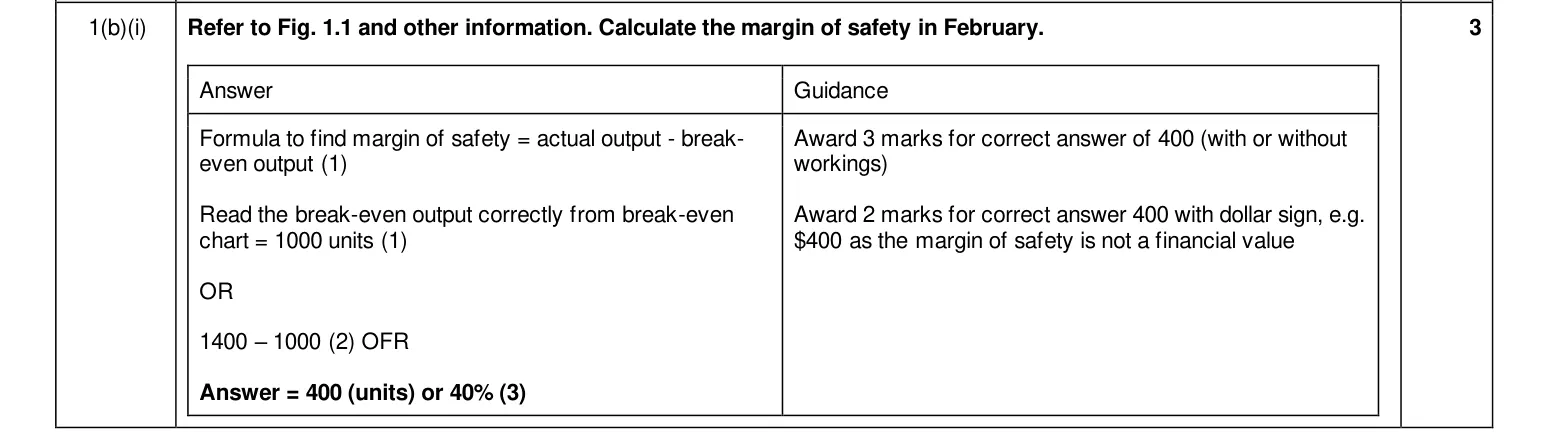 1(b)(i) Refer to Fig. 1.1 and other information. Calculate the margin of safety in February. 3
Answer Guidance
Formula to find margin of safety = actual output - break-
even output (1)
Read the break-even output correctly from break-even
chart = 1000 units (1)
OR
1400 – 1000 (2) OFR
Answer = 400 (units) or 40% (3)
Award 3 marks for correct answer of 400 (with or without
workings)
Award 2 marks for correct answer 400 with dollar sign, e.g.
$400 as the margin of safety is not a financial value